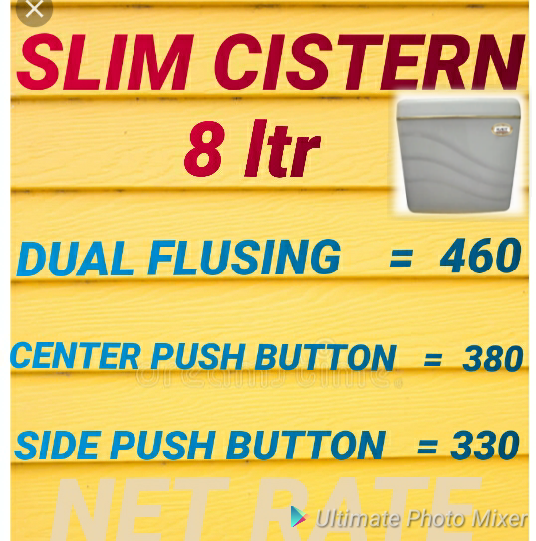 SLIM CISTERN
8 ltr
DUAL FLUSING = 460
CENTER PUSH BUTTON = 380
dreamstime.
SIDE PUSH BUTTON = 330
NET RATE
Ultimate Photo Mixer